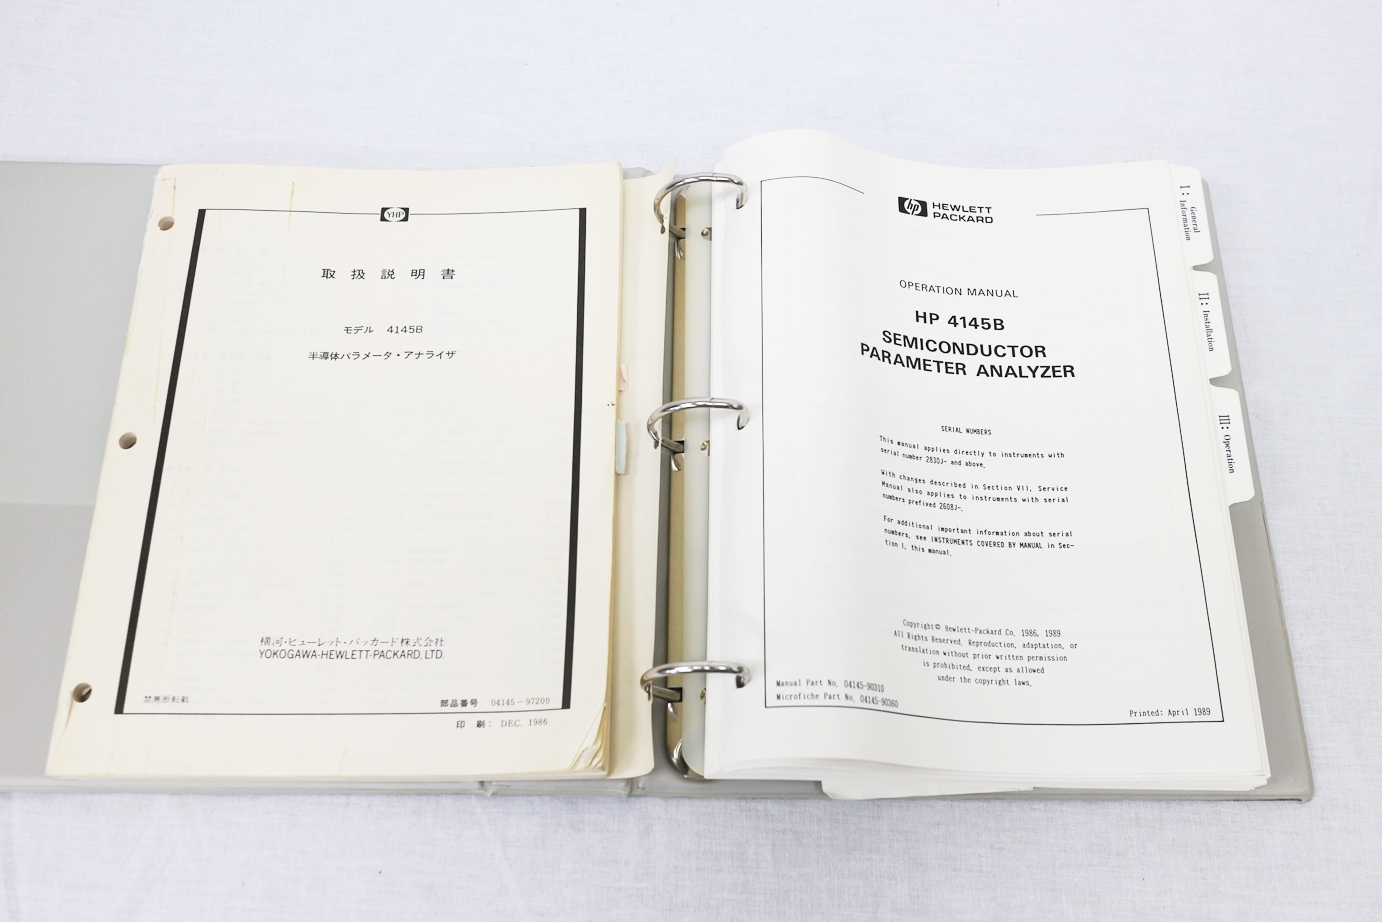 YHP
取扱説明書
モデル 4145B
半導体パラメータ・アナライザ
横河・ヒューレット・パッカード株式会社
YOKOGAWA-HEWLETT-PACKARD, LTD.
禁無断転載
部品番号 04145-97200
印 刷: DEC. 1986
hp HEWLETT
PACKARD
OPERATION MANUAL
HP 4145B
SEMICONDUCTOR
PARAMETER ANALYZER
SERIAL NUMBERS
This manual applies directly to instruments with
serial number 2830J- and above.
With changes described in Section VII, Service
Manual also applies to instruments with serial
numbers prefixed 2608J-.
For additional important information about serial
numbers, see INSTRUMENTS COVERED BY MANUAL in Sec-
tion I, this manual.
Copyright© Hewlett-Packard Co. 1986, 1989
All Rights Reserved. Reproduction, adaptation, or
translation without prior written permission
is prohibited, except as allowed
under the copyright laws.
Manual Part No. 04145-90310
Microfiche Part No. 04145-90360
Printed: April 1989
I: General
Information
II: Installation
III: Operation